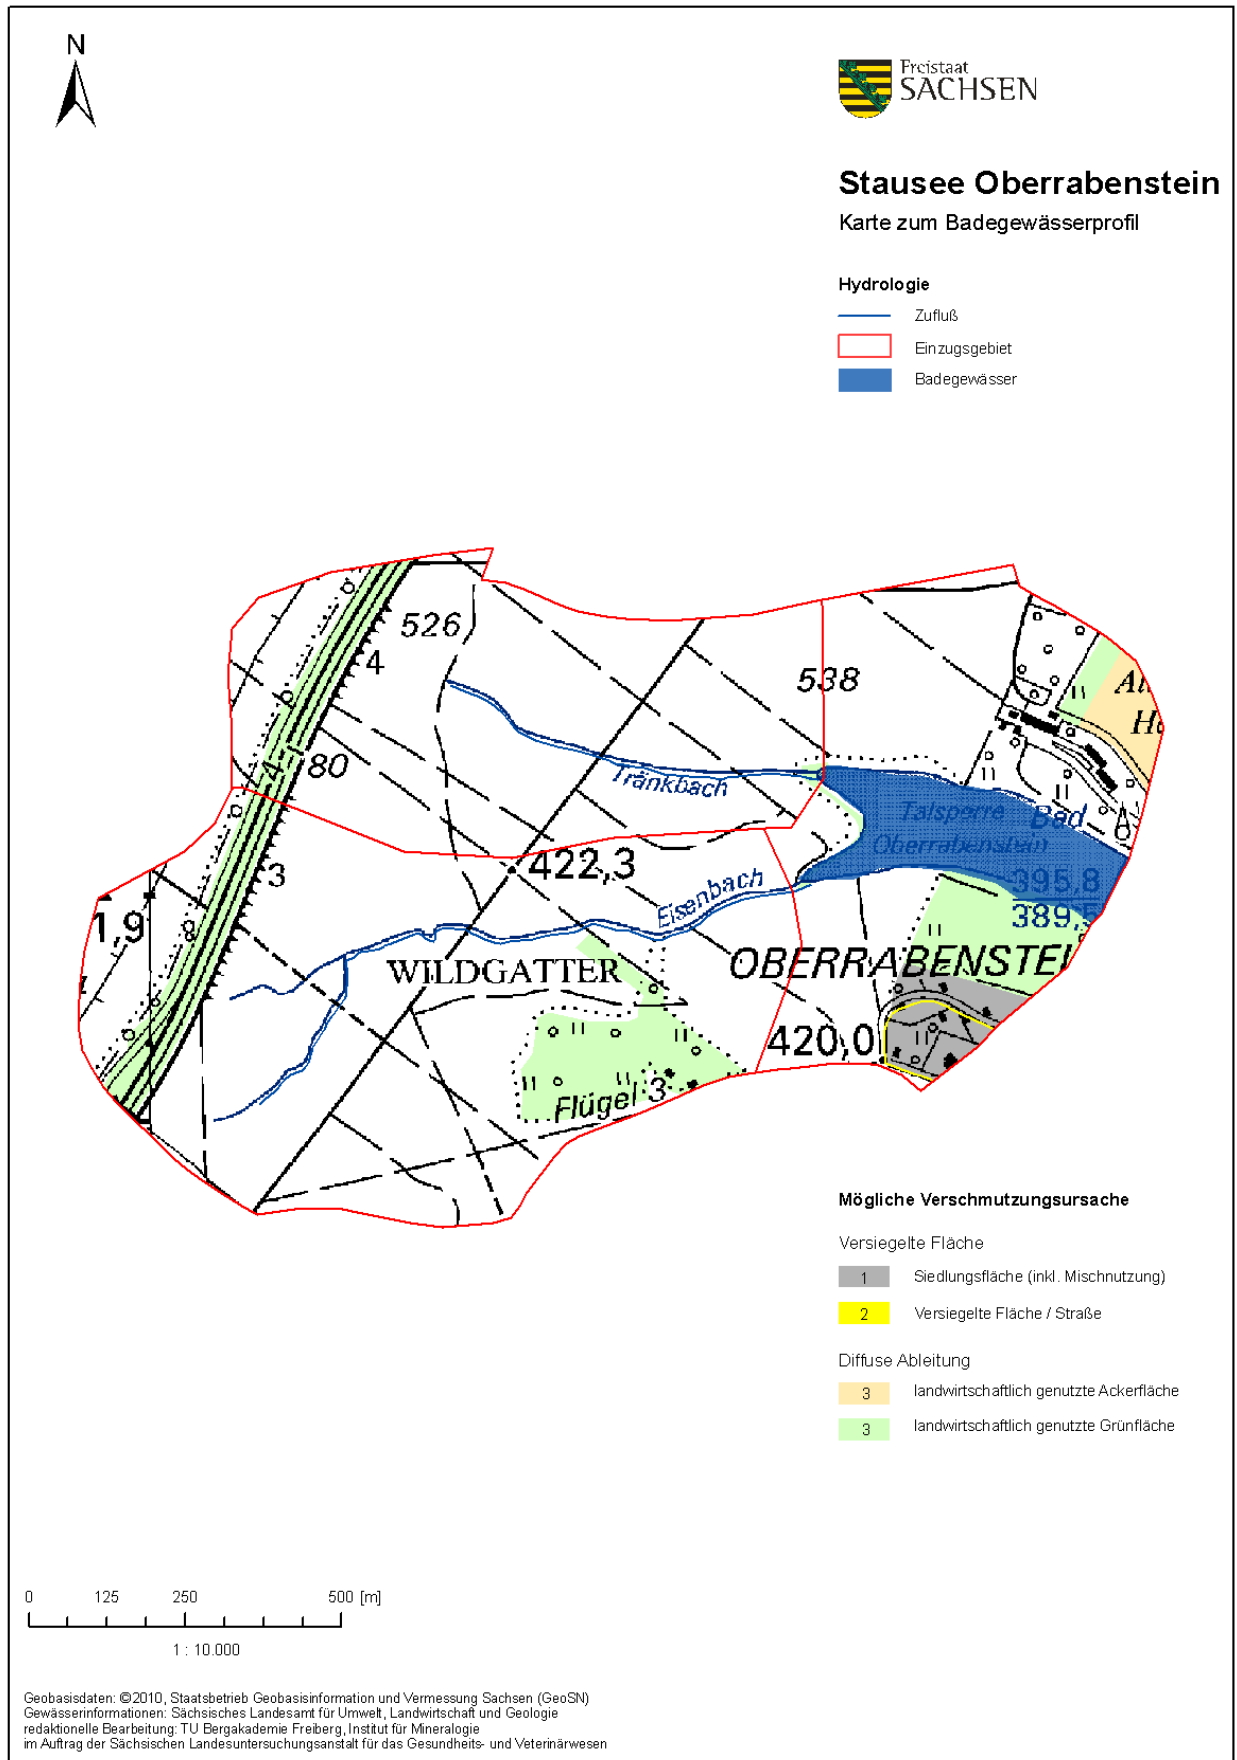 N
Freistaat
SACHSEN
Stausee Oberrabenstein
Karte zum Badegewässerprofil
Hydrologie
Zufluß
Einzugsgebiet
Badegewässer
526
4
538
4
80
Tränkbach
Talsperre
Bad
Oberrabenstein
3
422,3
395,8
Eisenbach
1,9
WILDGATTER
OBERRABENSTEI
420,0
Flügel 3
Mögliche Verschmutzungsursache
Versiegelte Fläche
1 Siedlungsfläche (inkl. Mischnutzung)
2 Versiegelte Fläche / Straße
Diffuse Ableitung
3 landwirtschaftlich genutzte Ackerfläche
3 landwirtschaftlich genutzte Grünfläche
0 125 250 500 [m]
1 : 10.000
Geobasisdaten: ©2010, Staatsbetrieb Geobasisinformation und Vermessung Sachsen (GeoSN)
Gewässerinformationen: Sächsisches Landesamt für Umwelt, Landwirtschaft und Geologie
redaktionelle Bearbeitung: TU Bergakademie Freiberg, Institut für Mineralogie
im Auftrag der Sächsischen Landesuntersuchungsanstalt für das Gesundheits- und Veterinärwesen